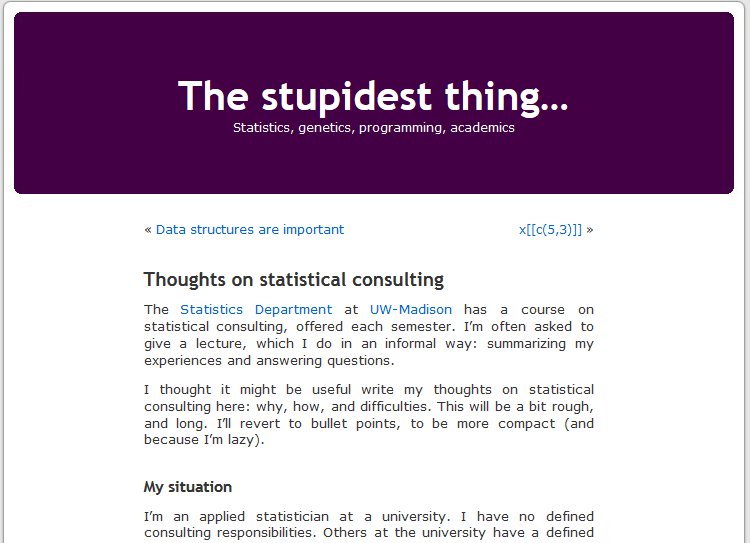 The stupidest thing...
Statistics, genetics, programming, academics
« Data structures are important
x[[c(5,3)]] »
Thoughts on statistical consulting
The Statistics Department at UW-Madison has a course on
statistical consulting, offered each semester. I’m often asked to
give a lecture, which I do in an informal way: summarizing my
experiences and answering questions.
I thought it might be useful write my thoughts on statistical
consulting here: why, how, and difficulties. This will be a bit rough,
and long. I’ll revert to bullet points, to be more compact (and
because I’m lazy).
My situation
I’m an applied statistician at a university. I have no defined
consulting responsibilities. Others at the university have a defined